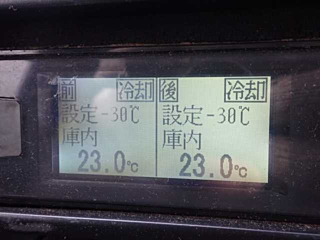 前 冷却
設定-30℃
庫内
23.0℃
後 冷却
設定-30℃
庫内
23.0℃